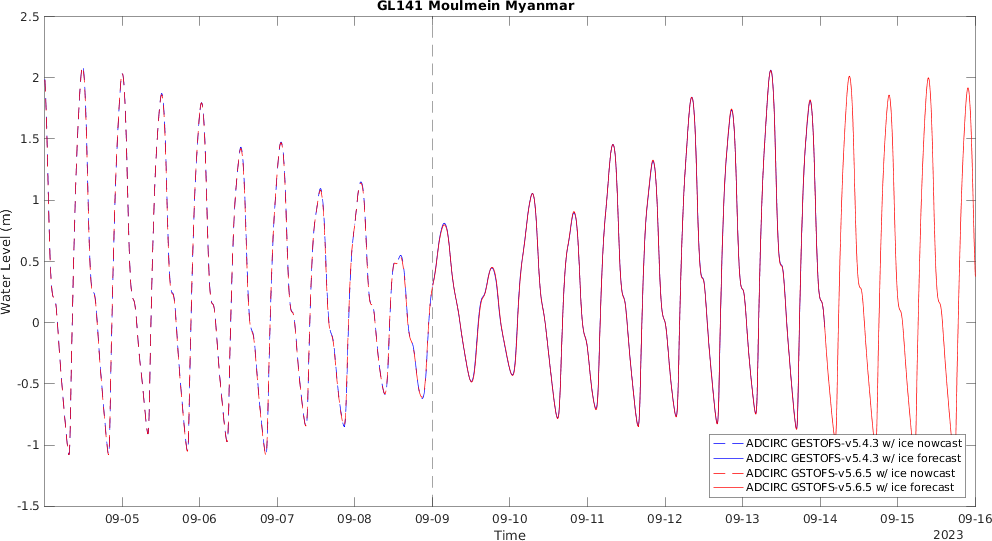 GL141 Moulmein Myanmar
2.5
2
1.5
1
0.5
0
-0.5
-1
-1.5
Water Level (m)
ADCIRC GESTOFS-v5.4.3 w/ ice nowcast
ADCIRC GESTOFS-v5.4.3 w/ ice forecast
ADCIRC GSTOFS-v5.6.5 w/ ice nowcast
ADCIRC GSTOFS-v5.6.5 w/ ice forecast
09-05 09-06 09-07 09-08 09-09 09-10 09-11 09-12 09-13 09-14 09-15 09-16
Time
2023